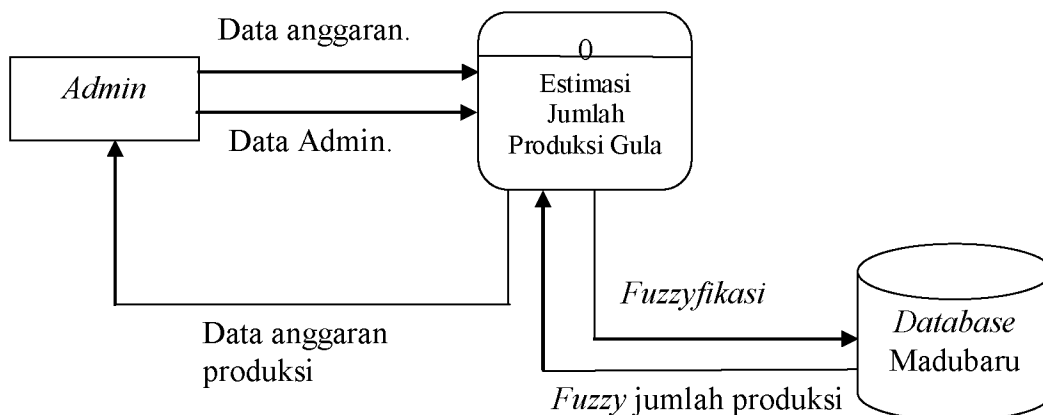 Data anggaran.
0
Admin
Estimasi
Jumlah
Produksi Gula
Data Admin.
Fuzzyfikasi
Data anggaran
produksi
Database
Madubaru
Fuzzy jumlah produksi